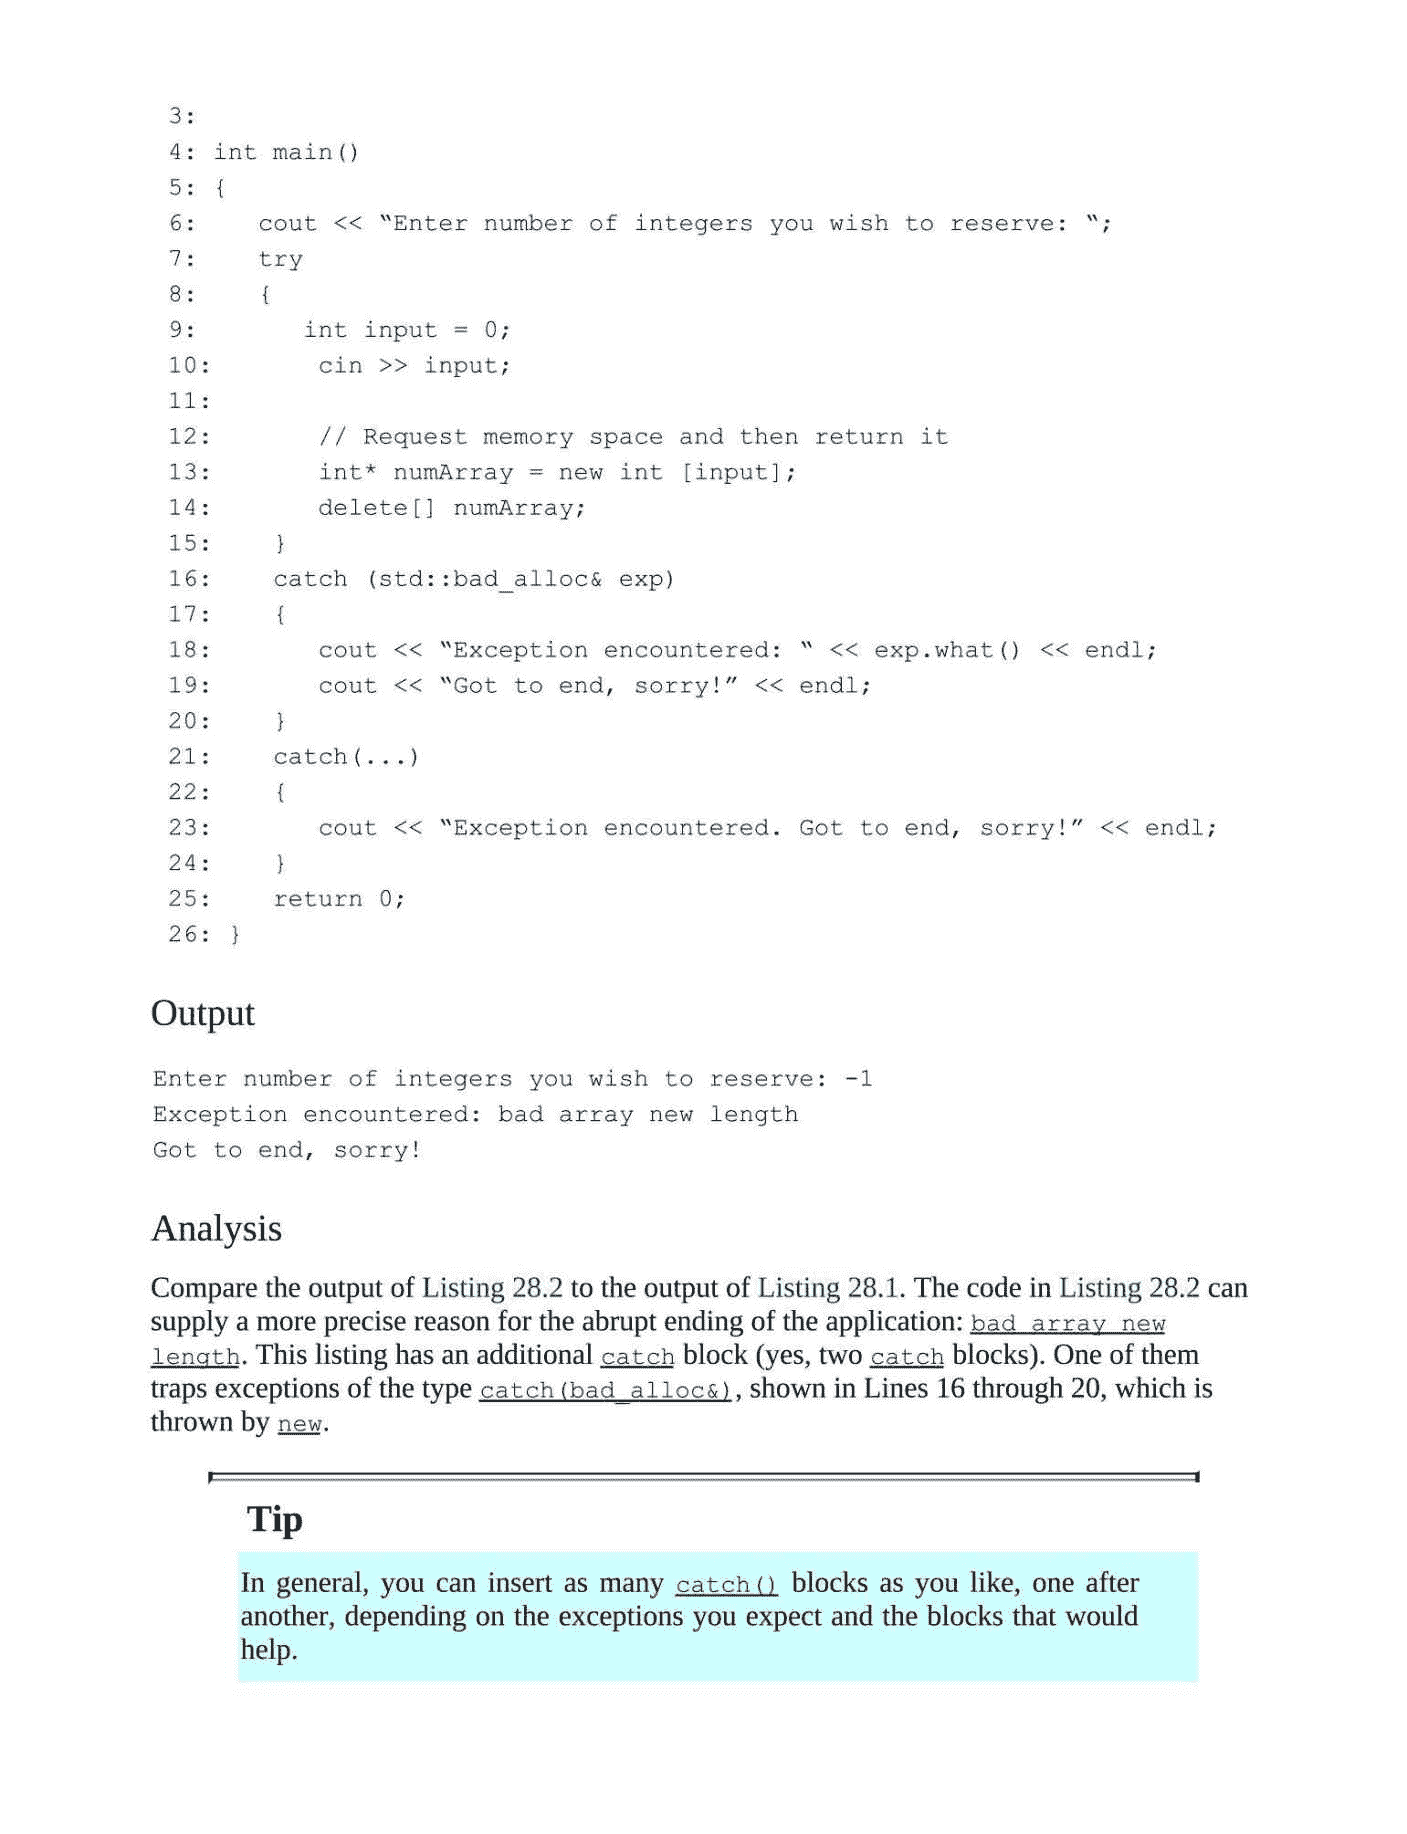 3:
4: int main()
5: {
6:    cout << “Enter number of integers you wish to reserve: “;
7:    try
8:    {
9:       int input = 0;
10:       cin >> input;
11:
12:       // Request memory space and then return it
13:       int* numArray = new int [input];
14:       delete[] numArray;
15:    }
16:    catch (std::bad_alloc& exp)
17:    {
18:       cout << “Exception encountered: “ << exp.what() << endl;
19:       cout << “Got to end, sorry!” << endl;
20:    }
21:    catch(...)
22:    {
23:       cout << “Exception encountered. Got to end, sorry!” << endl;
24:    }
25:    return 0;
26: }
Output
Enter number of integers you wish to reserve: -1
Exception encountered: bad array new length
Got to end, sorry!
Analysis
Compare the output of Listing 28.2 to the output of Listing 28.1. The code in Listing 28.2 can
supply a more precise reason for the abrupt ending of the application: bad array new
length. This listing has an additional catch block (yes, two catch blocks). One of them
traps exceptions of the type catch(bad_alloc&), shown in Lines 16 through 20, which is
thrown by new.
Tip
In general, you can insert as many catch() blocks as you like, one after
another, depending on the exceptions you expect and the blocks that would
help.